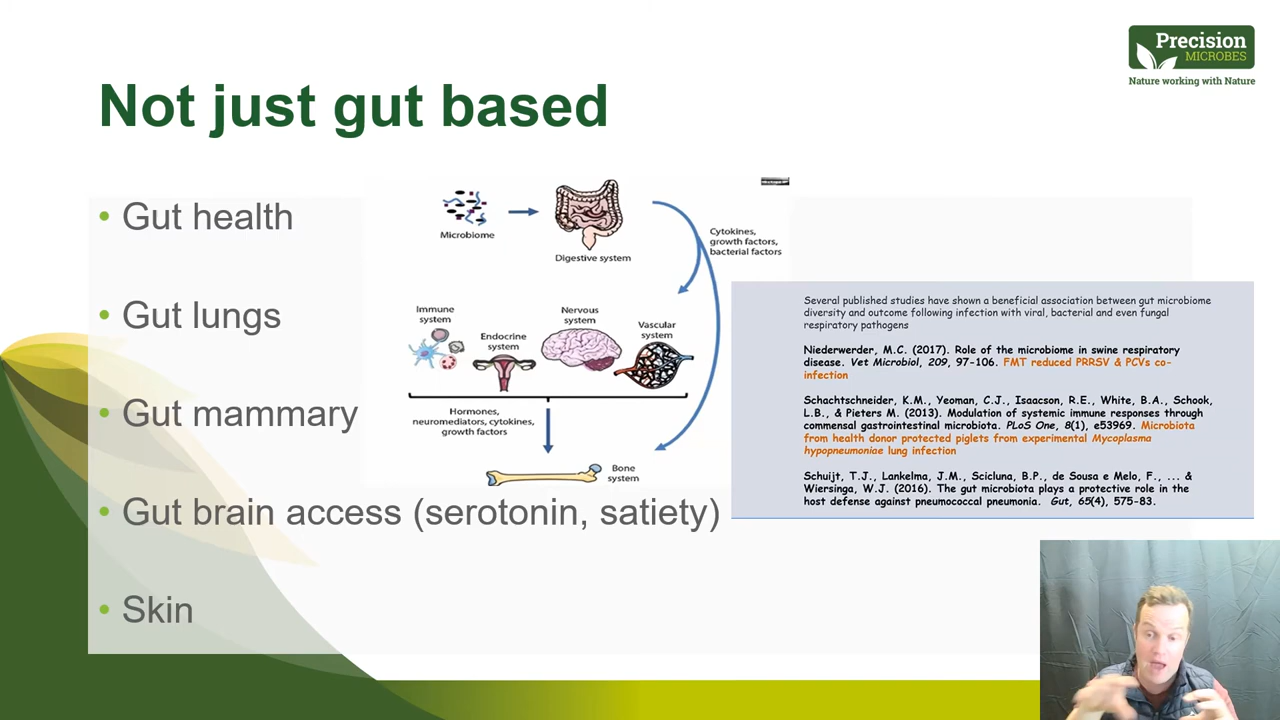 Precision
MICROBES
Nature working with Nature
Not just gut based
• Gut health
• Gut lungs
• Gut mammary
• Gut brain access (serotonin, satiety)
• Skin
Microbiome
Digestive system
Cytokines,
growth factors,
bacterial factors
Immune
system
Endocrine
system
Nervous
system
Vascular
system
Hormones,
neuromediators, cytokines,
growth factors
Bone
system
Several published studies have shown a beneficial association between gut microbiome
diversity and outcome following infection with viral, bacterial and even fungal
respiratory pathogens
Niederwerder, M.C. (2017). Role of the microbiome in swine respiratory
disease. Vet Microbiol, 209, 97-106. FMT reduced PRRSV & PCVs co-
infection
Schachtschneider, K.M., Yeoman, C.J., Isaacson, R.E., White, B.A., Schook,
L.B., & Pieters M. (2013). Modulation of systemic immune responses through
commensal gastrointestinal microbiota. PLoS One, 8(1), e53969. Microbiota
from health donor protected piglets from experimental Mycoplasma
hypopneumoniae lung infection
Schuijt, T.J., Lankelma, J.M., Scicluna, B.P., de Sousa e Melo, F., ... &
Wiersinga, W.J. (2016). The gut microbiota plays a protective role in the
host defense against pneumococcal pneumonia. Gut, 65(4), 575-83.